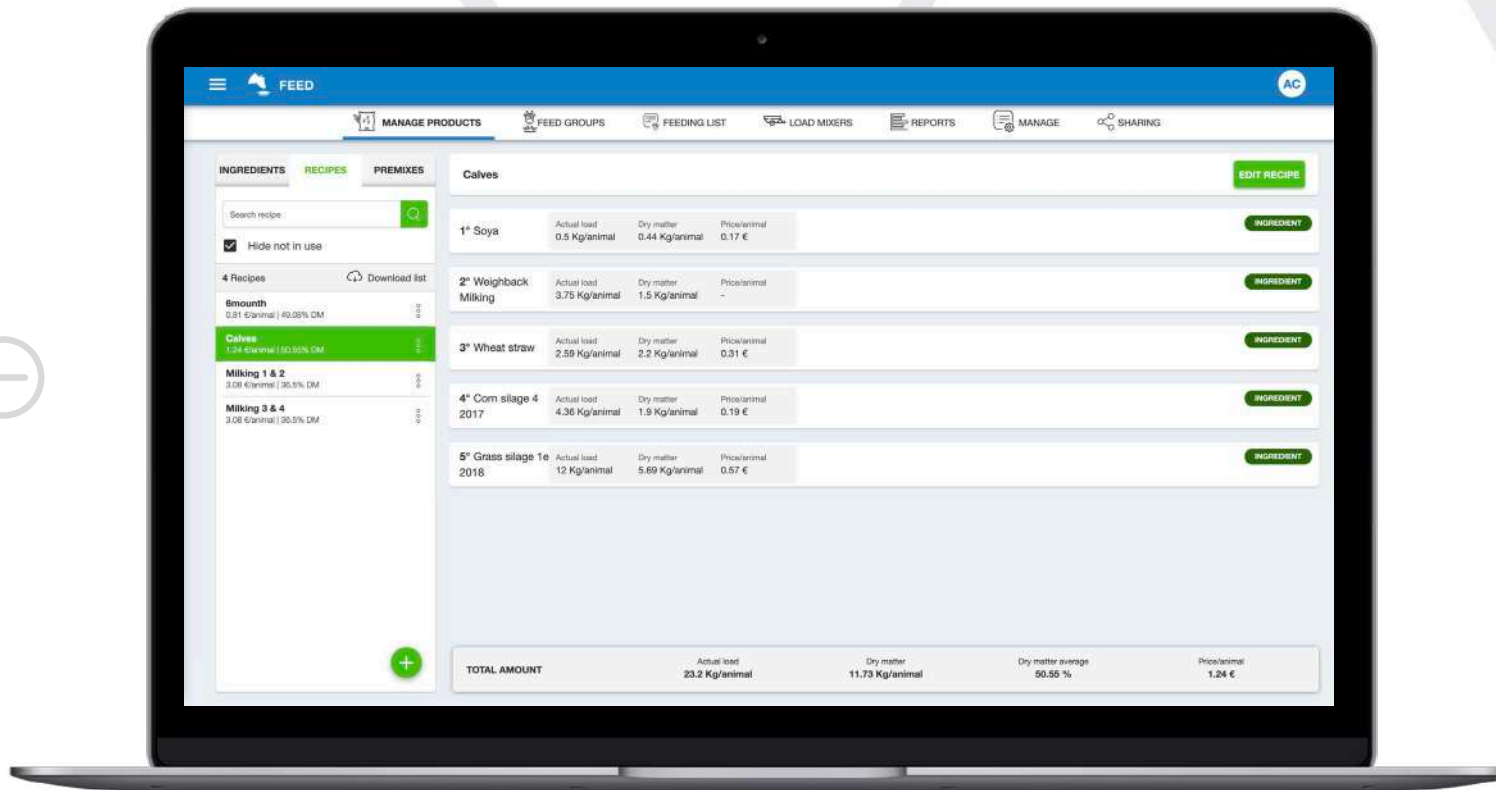 FEED
AC
MANAGE PRODUCTS
FEED GROUPS
FEEDING LIST
LOAD MIXERS
REPORTS
MANAGE
SHARING
INGREDIENTS
RECIPES
PREMIXES
Search recipe
Hide not in use
4 Recipes
Download list
6mounth
0.81 €/animal | 49.08% DM
Calves
1.24 €/animal | 50.55% DM
Milking 1 & 2
3.08 €/animal | 36.5% DM
Milking 3 & 4
3.08 €/animal | 36.5% DM
Calves
EDIT RECIPE
1° Soya
Actual load
0.5 Kg/animal
Dry matter
0.44 Kg/animal
Price/animal
0.17 €
INGREDIENT
2° Weighback
Milking
Actual load
3.75 Kg/animal
Dry matter
1.5 Kg/animal
Price/animal
-
INGREDIENT
3° Wheat straw
Actual load
2.59 Kg/animal
Dry matter
2.2 Kg/animal
Price/animal
0.31 €
INGREDIENT
4° Corn silage 4
2017
Actual load
4.36 Kg/animal
Dry matter
1.9 Kg/animal
Price/animal
0.19 €
INGREDIENT
5° Grass silage 1e
2018
Actual load
12 Kg/animal
Dry matter
5.69 Kg/animal
Price/animal
0.57 €
INGREDIENT
TOTAL AMOUNT
Actual load
23.2 Kg/animal
Dry matter
11.73 Kg/animal
Dry matter average
50.55 %
Price/animal
1.24 €